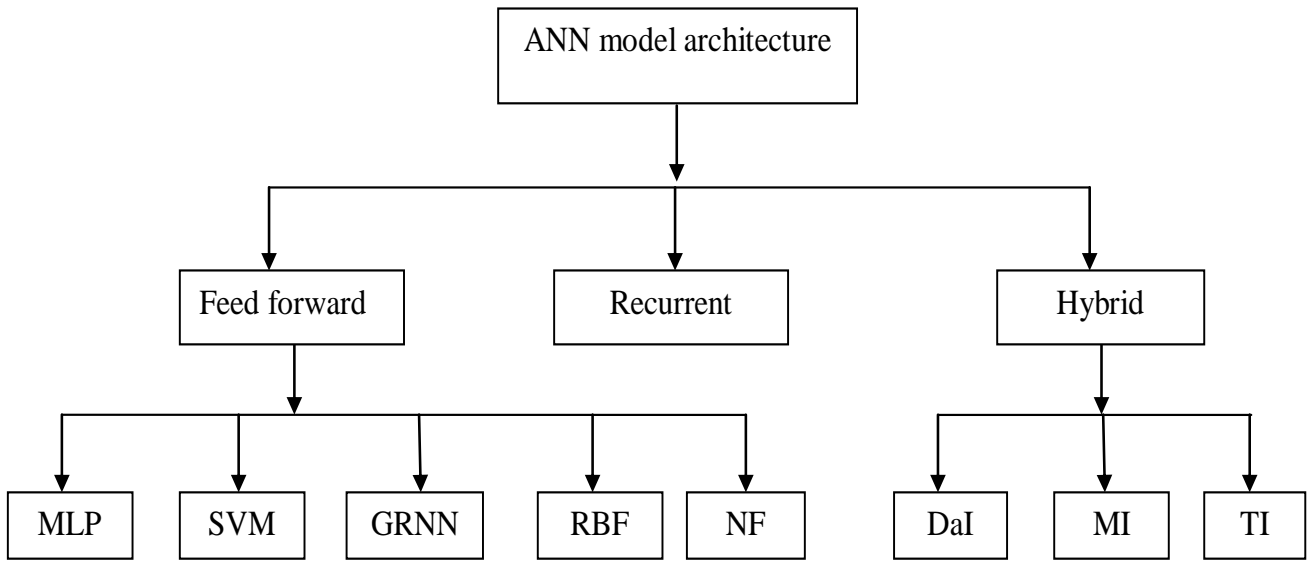 ANN model architecture
Feed forward
Recurrent
Hybrid
MLP
SVM
GRNN
RBF
NF
DaI
MI
TI